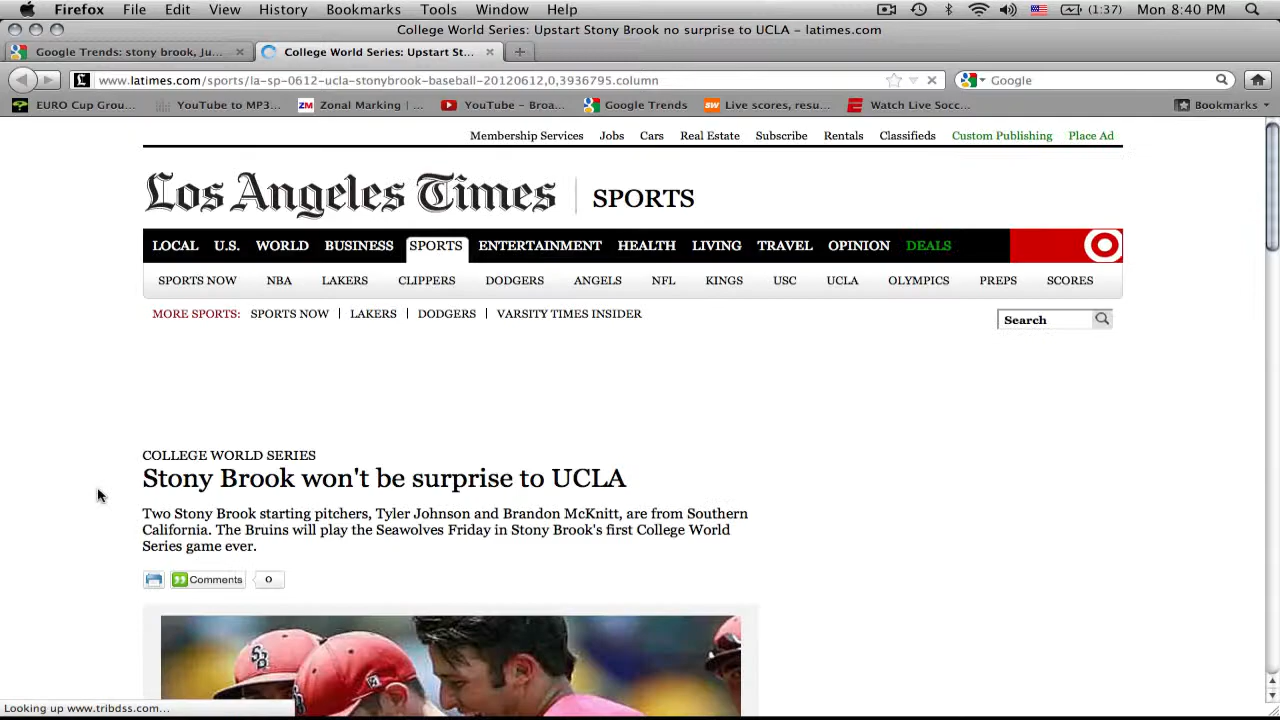 Firefox File Edit View History Bookmarks Tools Window Help (1:37) Mon 8:40 PM
College World Series: Upstart Stony Brook no surprise to UCLA – latimes.com
Google Trends: stony brook, Ju... College World Series: Upstart St...
www.latimes.com/sports/la-sp-0612-ucla-stonybrook-baseball-20120612,0,3936795.column Google
EURO Cup Grou... YouTube to MP3... ZM Zonal Marking | ... YouTube – Broa... Google Trends SW Live scores, resu... Watch Live Socc... Bookmarks
Membership Services Jobs Cars Real Estate Subscribe Rentals Classifieds Custom Publishing Place Ad
Los Angeles Times | SPORTS
LOCAL U.S. WORLD BUSINESS SPORTS ENTERTAINMENT HEALTH LIVING TRAVEL OPINION DEALS
SPORTS NOW NBA LAKERS CLIPPERS DODGERS ANGELS NFL KINGS USC UCLA OLYMPICS PREPS SCORES
MORE SPORTS: SPORTS NOW | LAKERS | DODGERS | VARSITY TIMES INSIDER
Search
COLLEGE WORLD SERIES
Stony Brook won't be surprise to UCLA
Two Stony Brook starting pitchers, Tyler Johnson and Brandon McKnitt, are from Southern
California. The Bruins will play the Seawolves Friday in Stony Brook's first College World
Series game ever.
Comments 0
SB
Looking up www.tribdss.com...